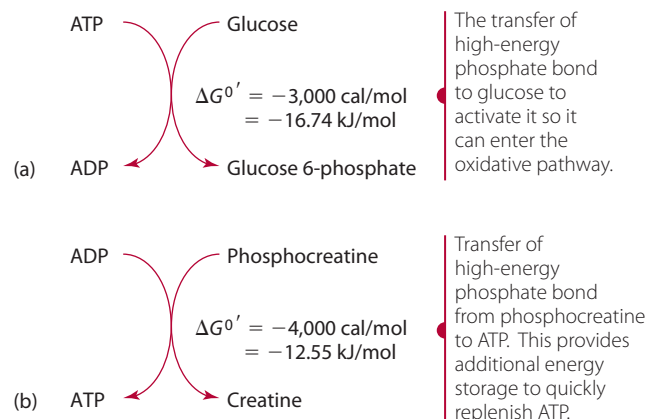 ATP Glucose
ΔG⁰′ = −3,000 cal/mol
= −16.74 kJ/mol
(a) ADP Glucose 6-phosphate
The transfer of
high-energy
phosphate bond
to glucose to
activate it so it
can enter the
oxidative pathway.
ADP Phosphocreatine
ΔG⁰′ = −4,000 cal/mol
= −12.55 kJ/mol
(b) ATP Creatine
Transfer of
high-energy
phosphate bond
from phosphocreatine
to ATP. This provides
additional energy
storage to quickly
replenish ATP.